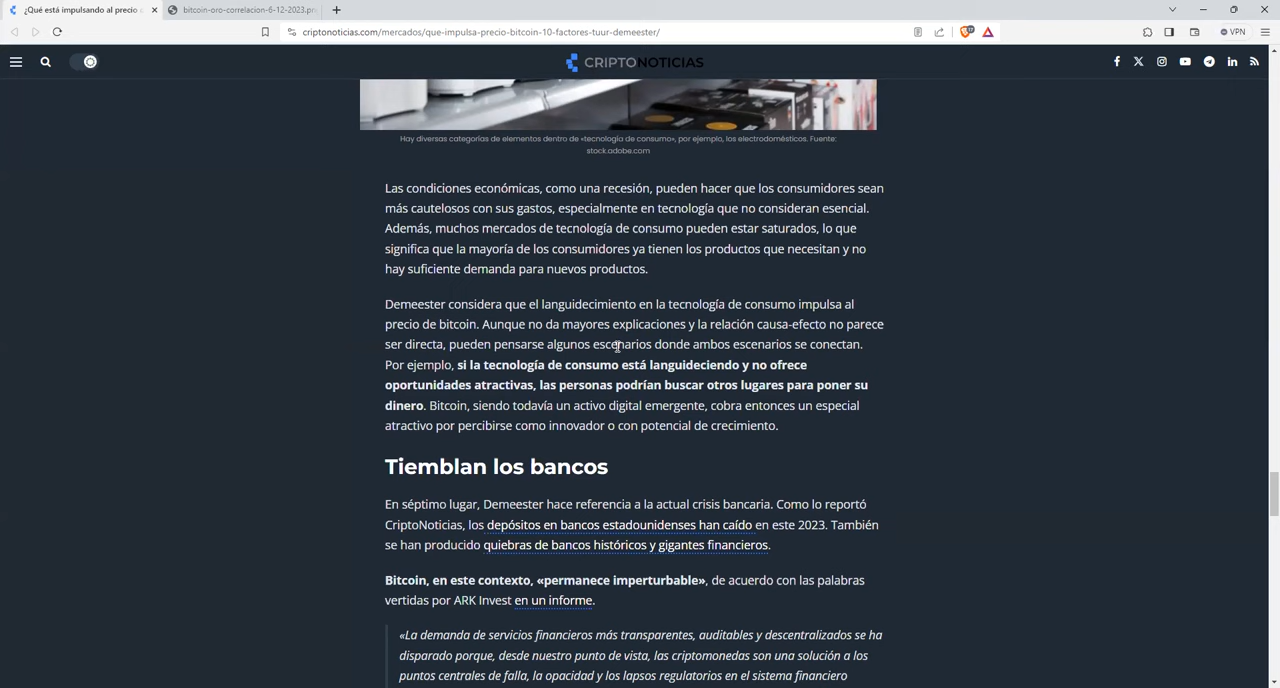 ¿Qué está impulsando al precio d
bitcoin-oro-correlacion-6-12-2023.pn
criptonoticias.com/mercados/que-impulsa-precio-bitcoin-10-factores-tuur-demeester/
VPN
CRIPTONOTICIAS
Hay diversas categorías de elementos dentro de «tecnología de consumo», por ejemplo, los electrodomésticos. Fuente:
stock.adobe.com
Las condiciones económicas, como una recesión, pueden hacer que los consumidores sean
más cautelosos con sus gastos, especialmente en tecnología que no consideran esencial.
Además, muchos mercados de tecnología de consumo pueden estar saturados, lo que
significa que la mayoría de los consumidores ya tienen los productos que necesitan y no
hay suficiente demanda para nuevos productos.
Demeester considera que el languidecimiento en la tecnología de consumo impulsa al
precio de bitcoin. Aunque no da mayores explicaciones y la relación causa-efecto no parece
ser directa, pueden pensarse algunos escenarios donde ambos escenarios se conectan.
Por ejemplo, si la tecnología de consumo está languideciendo y no ofrece
oportunidades atractivas, las personas podrían buscar otros lugares para poner su
dinero. Bitcoin, siendo todavía un activo digital emergente, cobra entonces un especial
atractivo por percibirse como innovador o con potencial de crecimiento.
Tiemblan los bancos
En séptimo lugar, Demeester hace referencia a la actual crisis bancaria. Como lo reportó
CriptoNoticias, los depósitos en bancos estadounidenses han caído en este 2023. También
se han producido quiebras de bancos históricos y gigantes financieros.
Bitcoin, en este contexto, «permanece imperturbable», de acuerdo con las palabras
vertidas por ARK Invest en un informe.
«La demanda de servicios financieros más transparentes, auditables y descentralizados se ha
disparado porque, desde nuestro punto de vista, las criptomonedas son una solución a los
puntos centrales de falla, la opacidad y los lapsos regulatorios en el sistema financiero